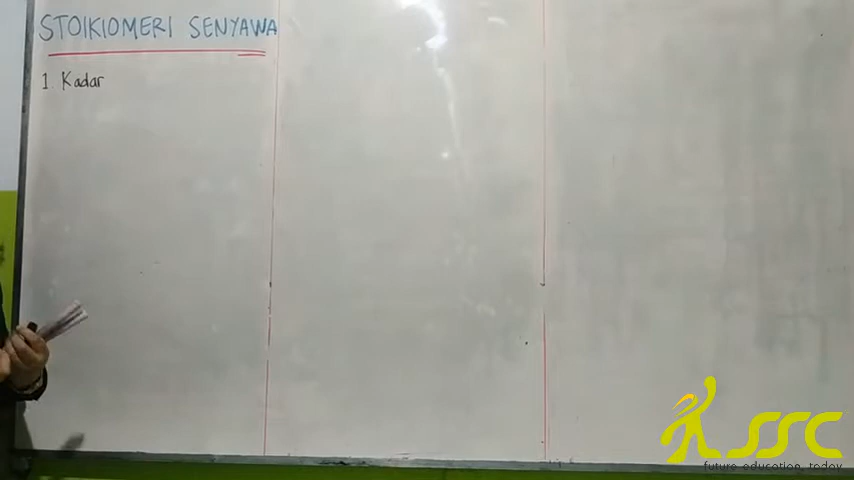 STOIKIOMERI SENYAWA
1. Kadar
SSC
future education, today